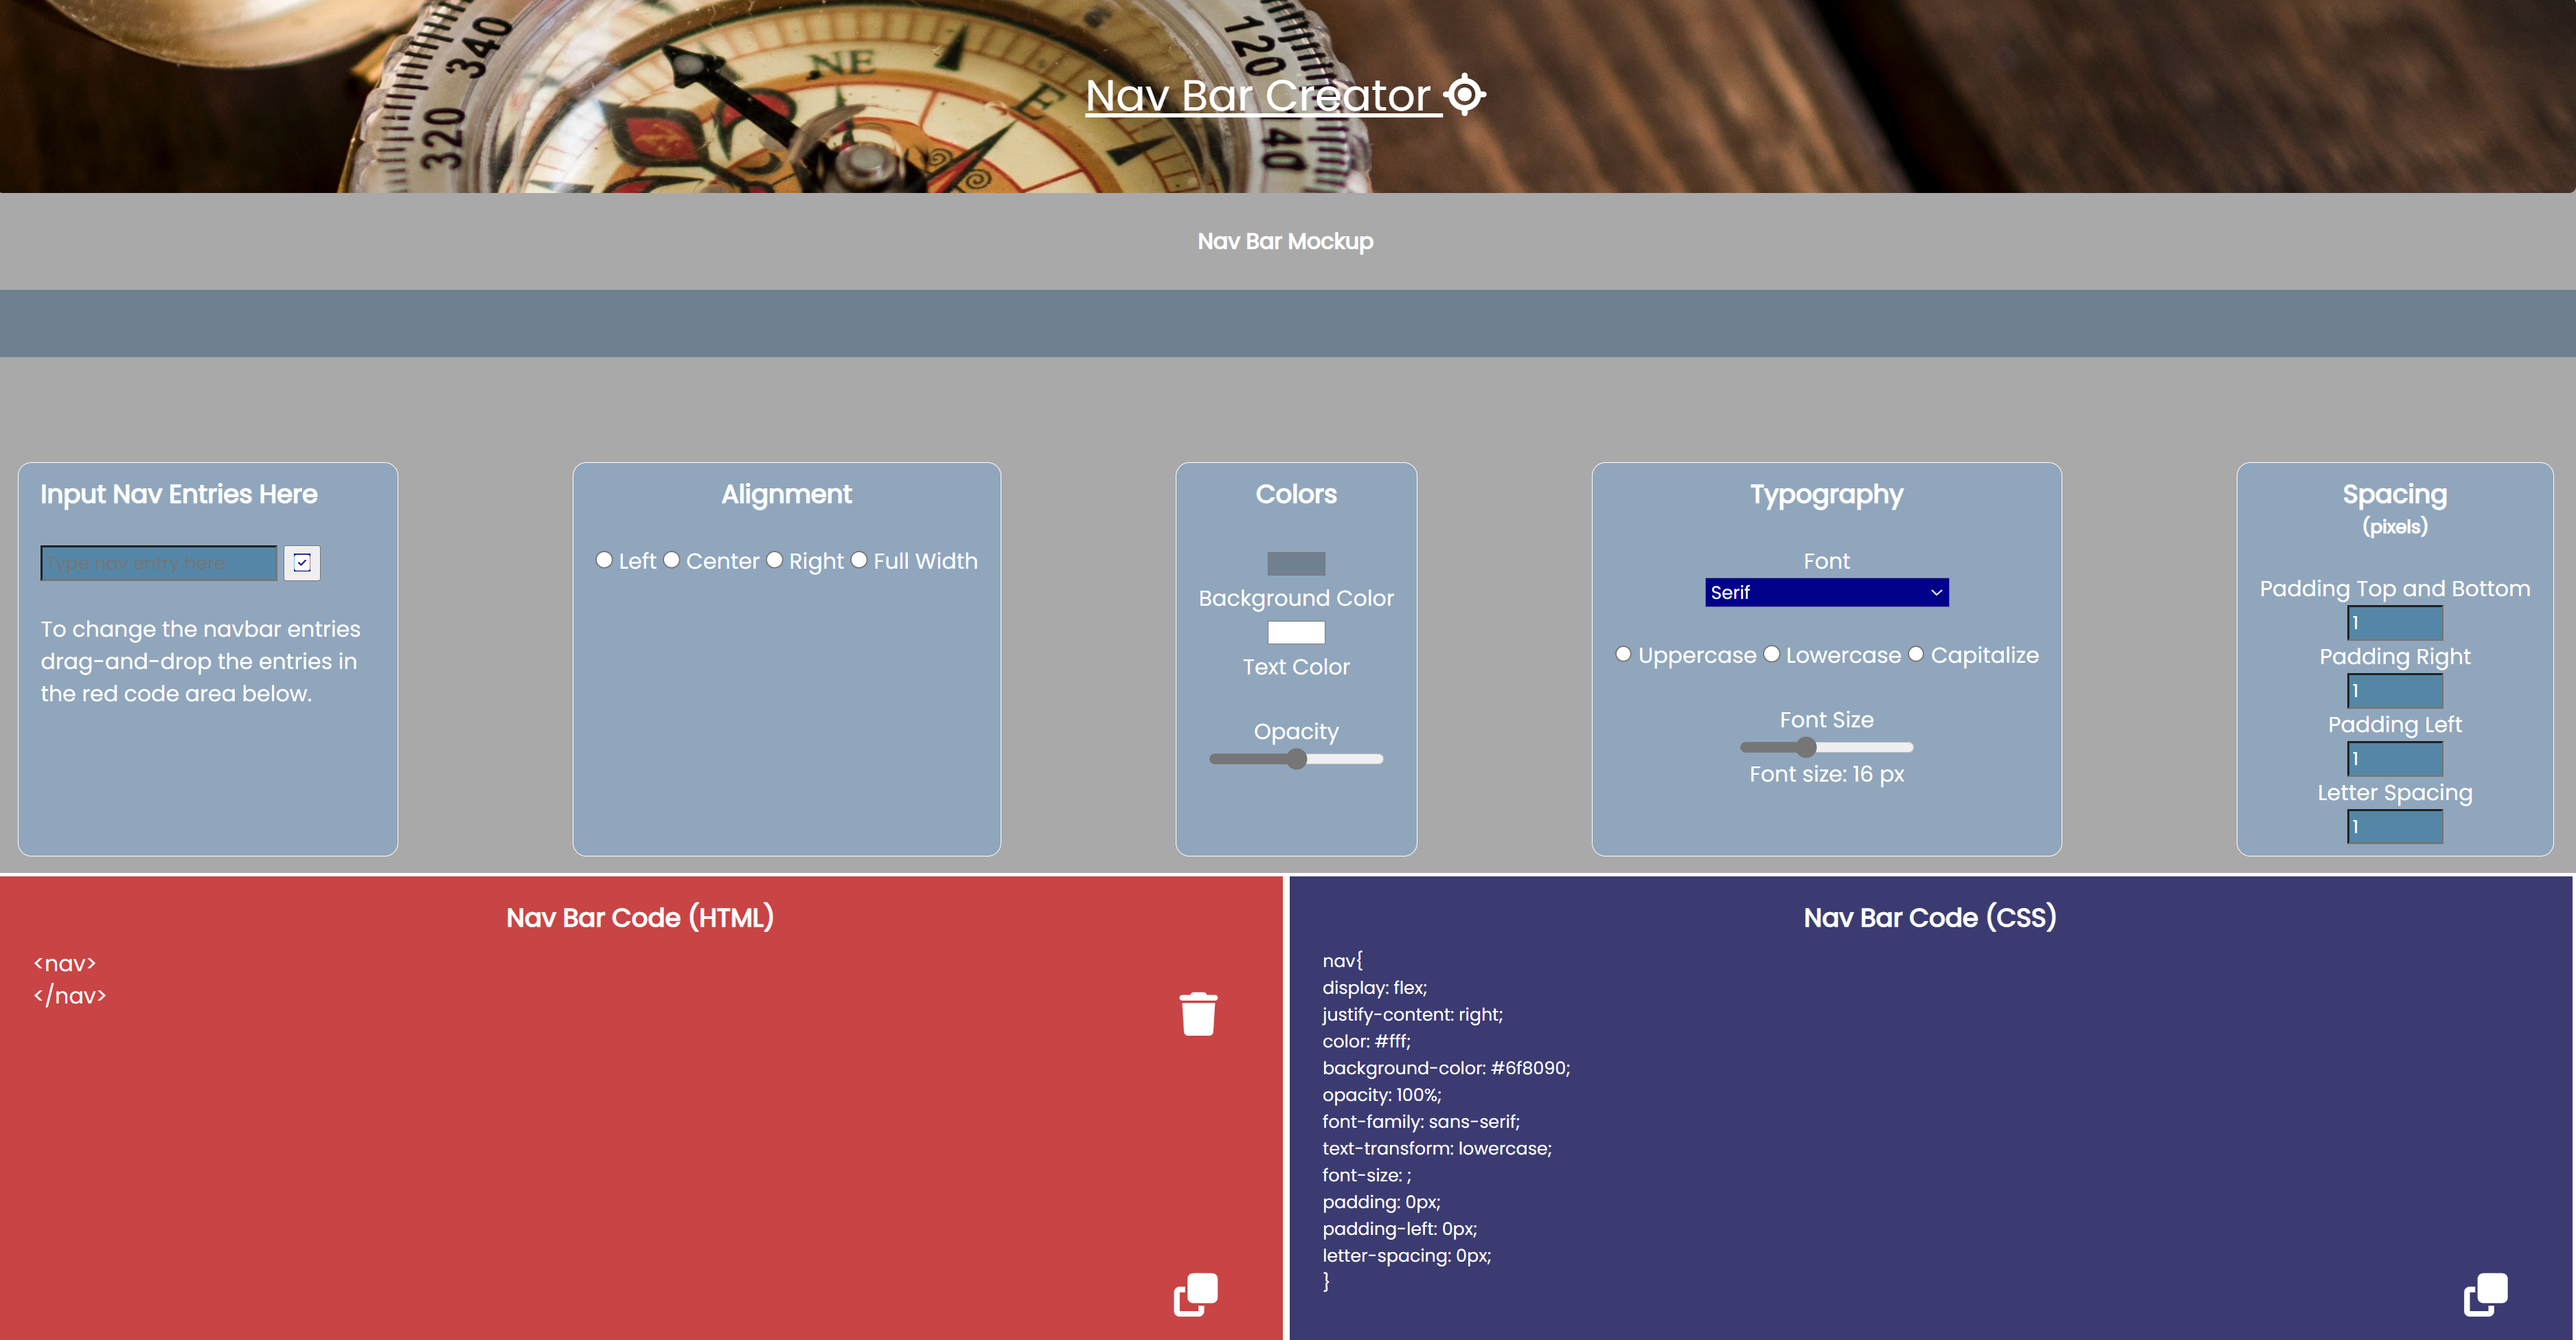 340
NE
120
Nav Bar Creator
E
320
140
Nav Bar Mockup
Input Nav Entries Here
Type nav entry here
To change the navbar entries
drag-and-drop the entries in
the red code area below.
Alignment
Left Center Right Full Width
Colors
Background Color
Text Color
Opacity
Typography
Font
Serif
Uppercase Lowercase Capitalize
Font Size
Font size: 16 px
Spacing
(pixels)
Padding Top and Bottom
1
Padding Right
1
Padding Left
1
Letter Spacing
1
Nav Bar Code (HTML)
<nav>
</nav>
Nav Bar Code (CSS)
nav{
display: flex;
justify-content: right;
color: #fff;
background-color: #6f8090;
opacity: 100%;
font-family: sans-serif;
text-transform: lowercase;
font-size: ;
padding: 0px;
padding-left: 0px;
letter-spacing: 0px;
}